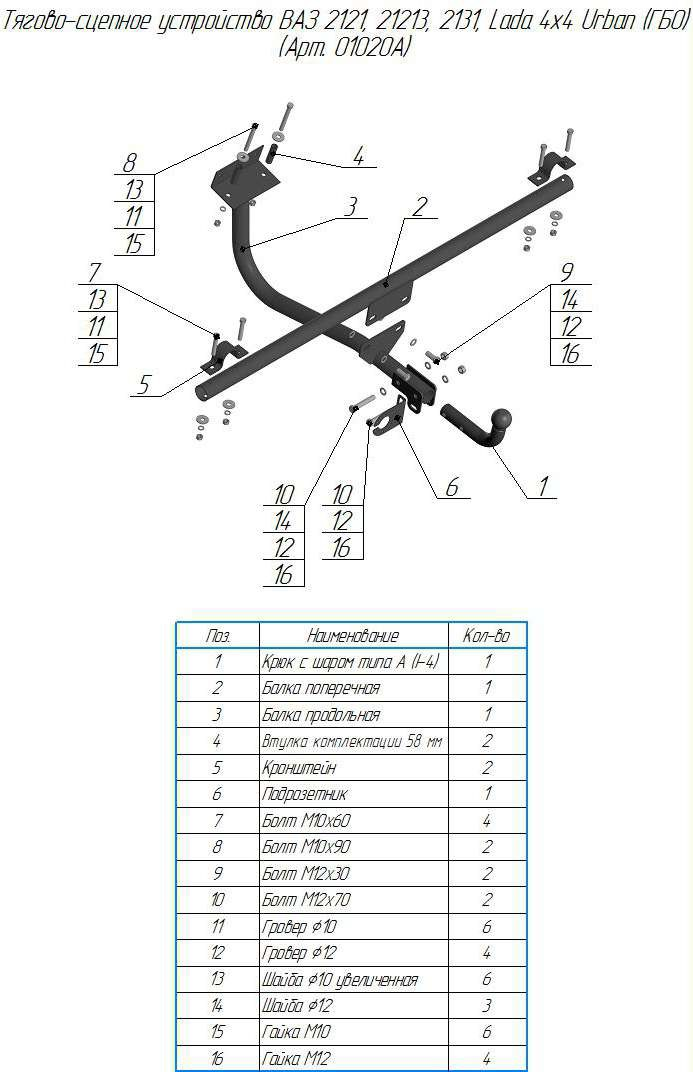 Тягово-сцепное устройство ВАЗ 2121, 21213, 2131, Lada 4x4 Urban (ГБО)
(Арт. 01020А)
8
13
11
15
4
3
2
7
13
11
15
9
14
12
16
5
10
14
12
16
10
12
16
6
1
Поз. Наименование Кол-во
1 Крюк с шаром типа А (I-4) 1
2 Балка поперечная 1
3 Балка продольная 1
4 Втулка комплектации 58 мм 2
5 Кронштейн 2
6 Подрозетник 1
7 Болт М10х60 4
8 Болт М10х90 2
9 Болт М12х30 2
10 Болт М12х70 2
11 Гровер ϕ10 6
12 Гровер ϕ12 4
13 Шайба ϕ10 увеличенная 6
14 Шайба ϕ12 3
15 Гайка М10 6
16 Гайка М12 4